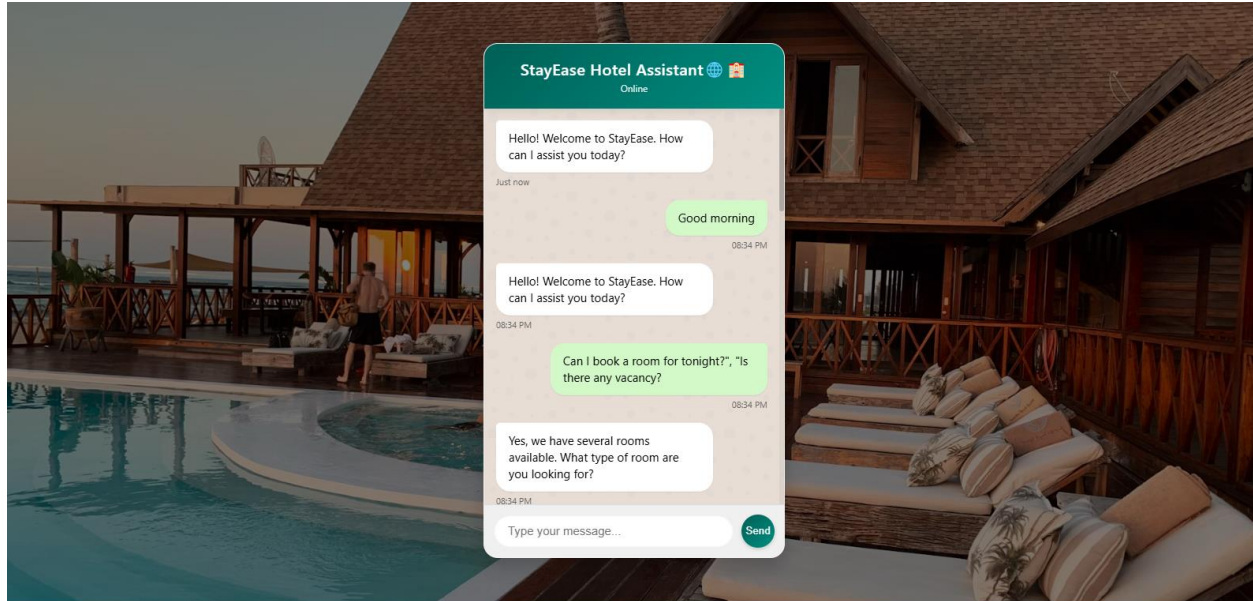 StayEase Hotel Assistant 🌐 🏨
Online
Hello! Welcome to StayEase. How
can I assist you today?
Just now
Good morning
08:34 PM
Hello! Welcome to StayEase. How
can I assist you today?
08:34 PM
Can I book a room for tonight?", "Is
there any vacancy?
08:34 PM
Yes, we have several rooms
available. What type of room are
you looking for?
08:34 PM
Type your message...
Send